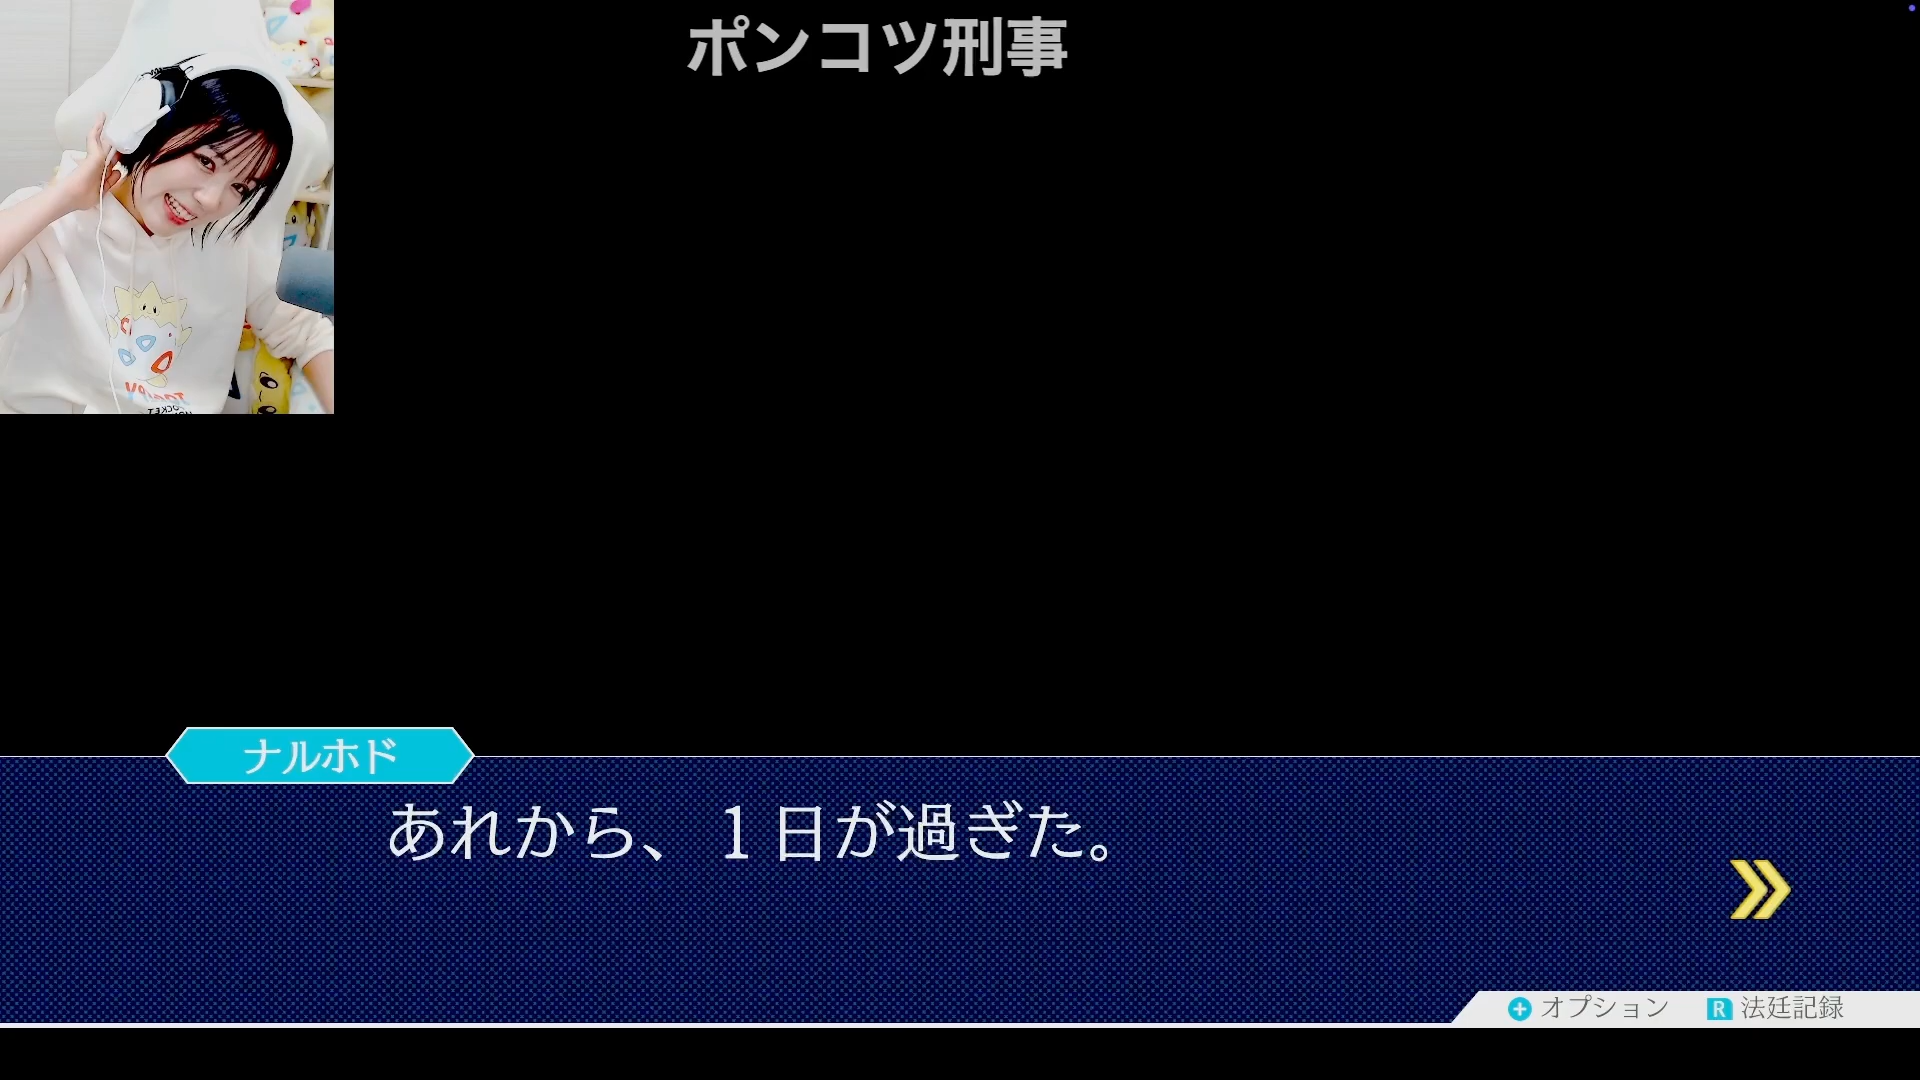 ポンコツ刑事
ナルホド
あれから、１日が過ぎた。
オプション
R 法廷記録